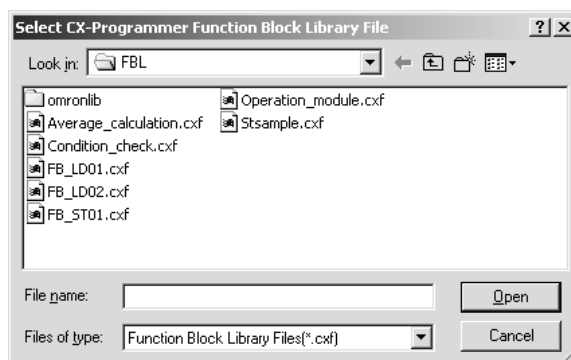 Select CX-Programmer Function Block Library File
Look in: FBL
omronlib
Average_calculation.cxf
Condition_check.cxf
FB_LD01.cxf
FB_LD02.cxf
FB_ST01.cxf
Operation_module.cxf
Stsample.cxf
File name:
Open
Files of type: Function Block Library Files(*.cxf)
Cancel